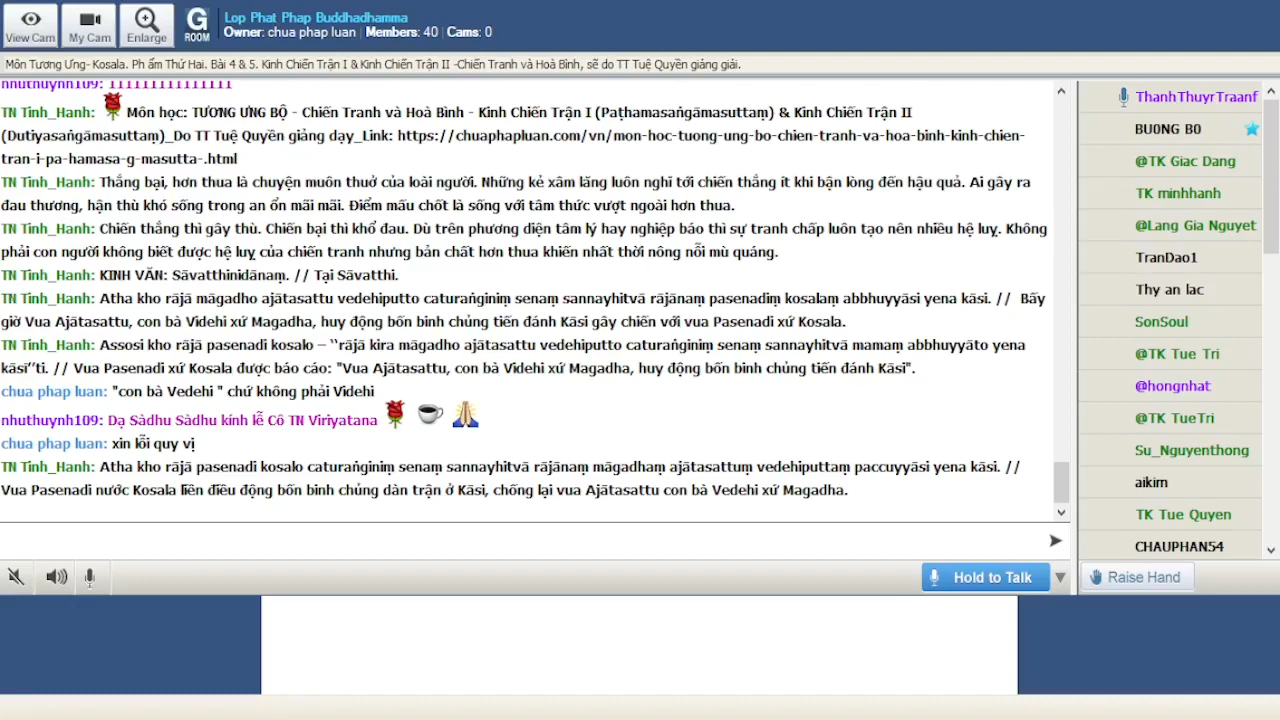 View Cam
My Cam
Enlarge
G ROOM
Lop Phat Phap Buddhadhamma
Owner: chua phap luan | Members: 40 | Cams: 0
Môn Tương Ưng- Kosala. Ph ẩm Thứ Hai. Bài 4 & 5. Kinh Chiến Trận I & Kinh Chiến Trận II -Chiến Tranh và Hoà Bình, sẽ do TT Tuệ Quyền giảng giải.
nhuthuynh109: 111111111111111
TN Tinh_Hanh: Môn học: TƯƠNG ƯNG BỘ - Chiến Tranh và Hoà Bình - Kinh Chiến Trận I (Paṭhamasaṅgāmasuttaṃ) & Kinh Chiến Trận II
(Dutiyasaṅgāmasuttaṃ)_Do TT Tuệ Quyền giảng dạy_Link: https://chuaphapluan.com/vn/mon-hoc-tuong-ung-bo-chien-tranh-va-hoa-binh-kinh-chien-
tran-i-pa-hamasa-g-masutta-.html
TN Tinh_Hanh: Thắng bại, hơn thua là chuyện muôn thuở của loài người. Những kẻ xâm lăng luôn nghĩ tới chiến thắng ít khi bận lòng đến hậu quả. Ai gây ra
đau thương, hận thù khó sống trong an ổn mãi mãi. Điểm mấu chốt là sống với tâm thức vượt ngoài hơn thua.
TN Tinh_Hanh: Chiến thắng thì gây thù. Chiến bại thì khổ đau. Dù trên phương diện tâm lý hay nghiệp báo thì sự tranh chấp luôn tạo nên nhiều hệ luỵ. Không
phải con người không biết được hệ luỵ của chiến tranh nhưng bản chất hơn thua khiến nhất thời nông nỗi mù quáng.
TN Tinh_Hanh: KINH VĂN: Sāvatthinidānaṃ. // Tại Sāvatthi.
TN Tinh_Hanh: Atha kho rājā māgadho ajātasattu vedehiputto caturaṅginiṃ senaṃ sannayhitvā rājānaṃ pasenadiṃ kosalaṃ abbhuyyāsi yena kāsi. // Bấy
giờ Vua Ajātasattu, con bà Videhi xứ Magadha, huy động bốn binh chủng tiến đánh Kāsi gây chiến với vua Pasenadi xứ Kosala.
TN Tinh_Hanh: Assosi kho rājā pasenadi kosalo – ‘‘rājā kira māgadho ajātasattu vedehiputto caturaṅginiṃ senaṃ sannayhitvā mamaṃ abbhuyyāto yena
kāsī’’ti. // Vua Pasenadi xứ Kosala được báo cáo: "Vua Ajātasattu, con bà Videhi xứ Magadha, huy động bốn binh chủng tiến đánh Kāsi".
chua phap luan: "con bà Vedehi " chứ không phải Videhi
nhuthuynh109: Dạ Sàdhu Sàdhu kính lễ Cô TN Viriyatana
chua phap luan: xin lỗi quy vị
TN Tinh_Hanh: Atha kho rājā pasenadi kosalo caturaṅginiṃ senaṃ sannayhitvā rājānaṃ māgadhaṃ ajātasattuṃ vedehiputtaṃ paccuyyāsi yena kāsi. //
Vua Pasenadi nước Kosala liền điều động bốn binh chủng dàn trận ở Kāsi, chống lại vua Ajātasattu con bà Vedehi xứ Magadha.
ThanhThuyrTraanf
BU0NG B0
@TK Giac Dang
TK minhhanh
@Lang Gia Nguyet
TranDao1
Thy an lac
SonSoul
@TK Tue Tri
@hongnhat
@TK TueTri
Su_Nguyenthong
aikim
TK Tue Quyen
CHAUPHAN54
Hold to Talk
Raise Hand